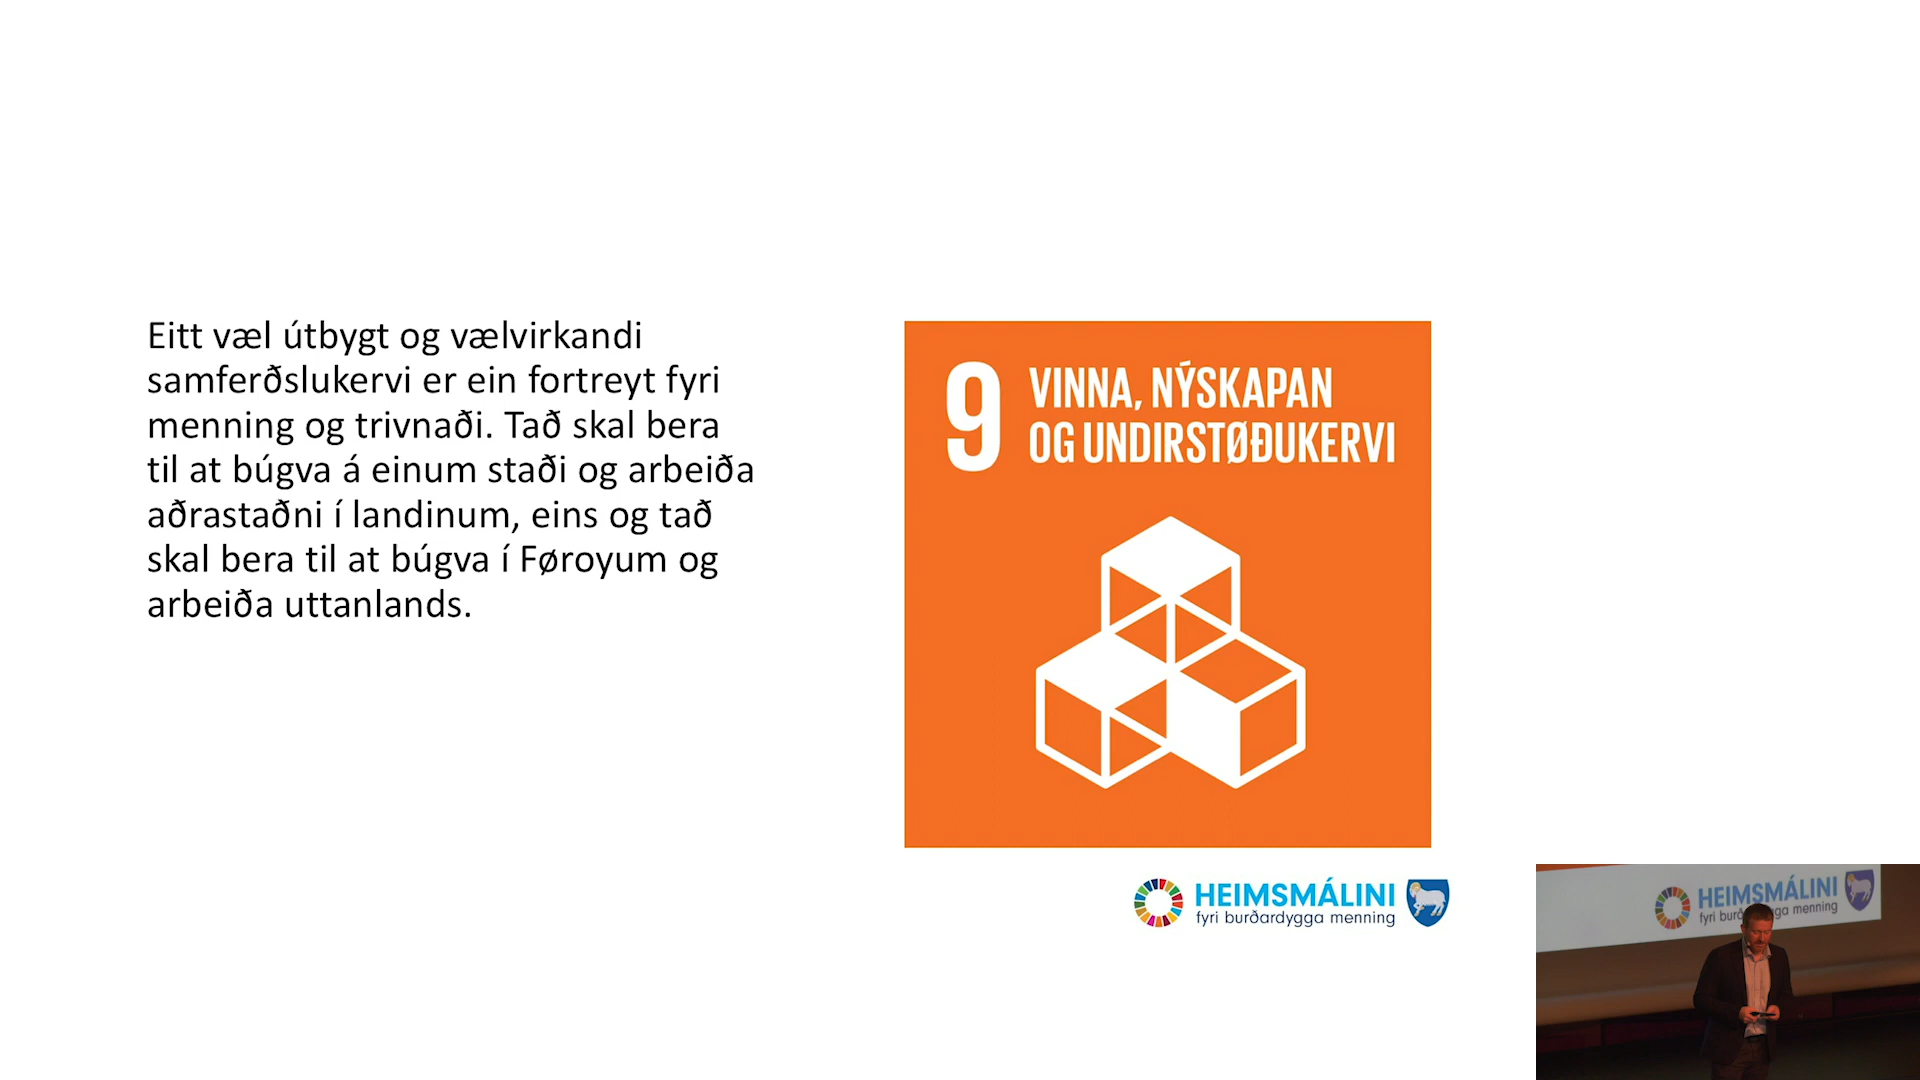 Eitt væl útbygt og vælvirkandi
samferðslukervi er ein fortreyt fyri
menning og trivnaði. Tað skal bera
til at búgva á einum staði og arbeiða
aðrastaðni í landinum, eins og tað
skal bera til at búgva í Føroyum og
arbeiða uttanlands.
9
VINNA, NÝSKAPAN
OG UNDIRSTØÐUKERVI
HEIMSMÁLINI
fyri burðardygga menning
HEIMSMÁLINI
fyri menning